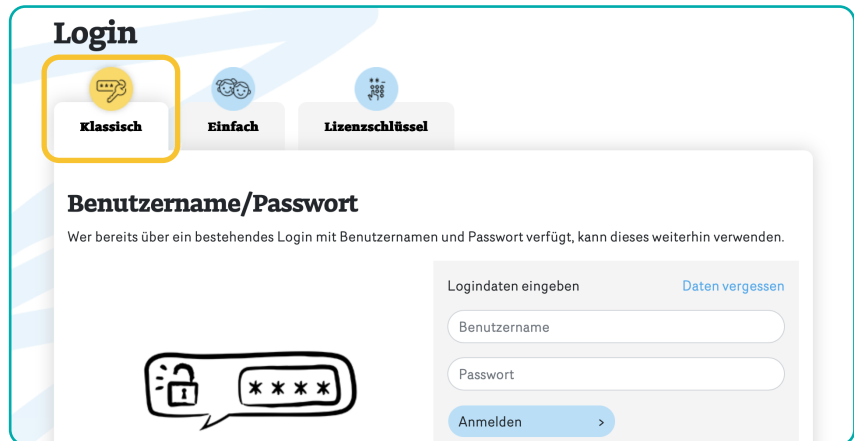 Login
Klassisch
Einfach
Lizenzschlüssel
Benutzername/Passwort
Wer bereits über ein bestehendes Login mit Benutzernamen und Passwort verfügt, kann dieses weiterhin verwenden.
Logindaten eingeben
Daten vergessen
Benutzername
Passwort
Anmelden >